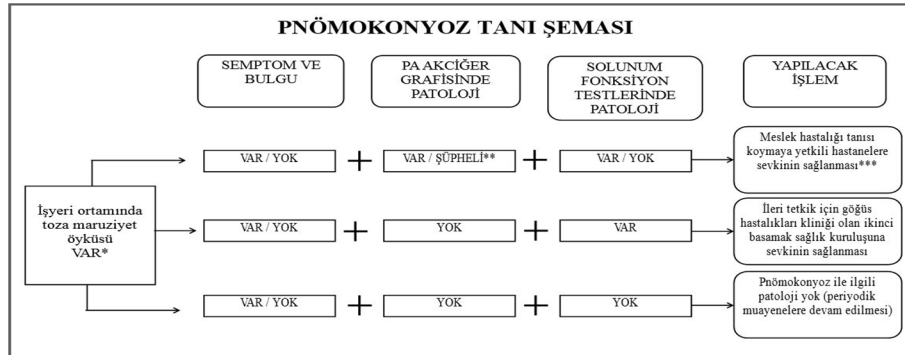 PNÖMOKONYOZ TANI ŞEMASI
SEMPTOM VE
BULGU
PA AKCİĞER
GRAFİSİNDE
PATOLOJİ
SOLUNUM
FONKSİYON
TESTLERİNDE
PATOLOJİ
YAPILACAK
İŞLEM
İşyeri ortamında
toza maruziyet
öyküsü
VAR*
VAR / YOK
+
VAR / ŞÜPHELİ**
+
VAR / YOK
Meslek hastalığı tanısı
koymaya yetkili hastanelere
sevkinin sağlanması***
VAR / YOK
+
YOK
+
VAR
İleri tetkik için göğüs
hastalıkları kliniği olan ikinci
basamak sağlık kuruluşuna
sevkinin sağlanması
VAR / YOK
+
YOK
+
YOK
Pnömokonyoz ile ilgili
patoloji yok (periyodik
muayenelere devam edilmesi)